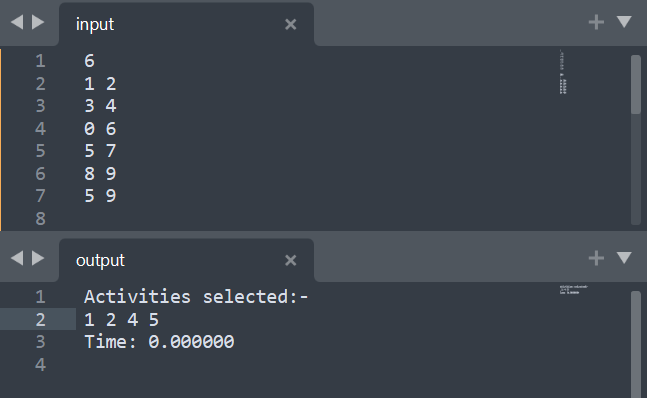 input
1 6
2 1 2
3 3 4
4 0 6
5 5 7
6 8 9
7 5 9
8
output
1 Activities selected:-
2 1 2 4 5
3 Time: 0.000000
4